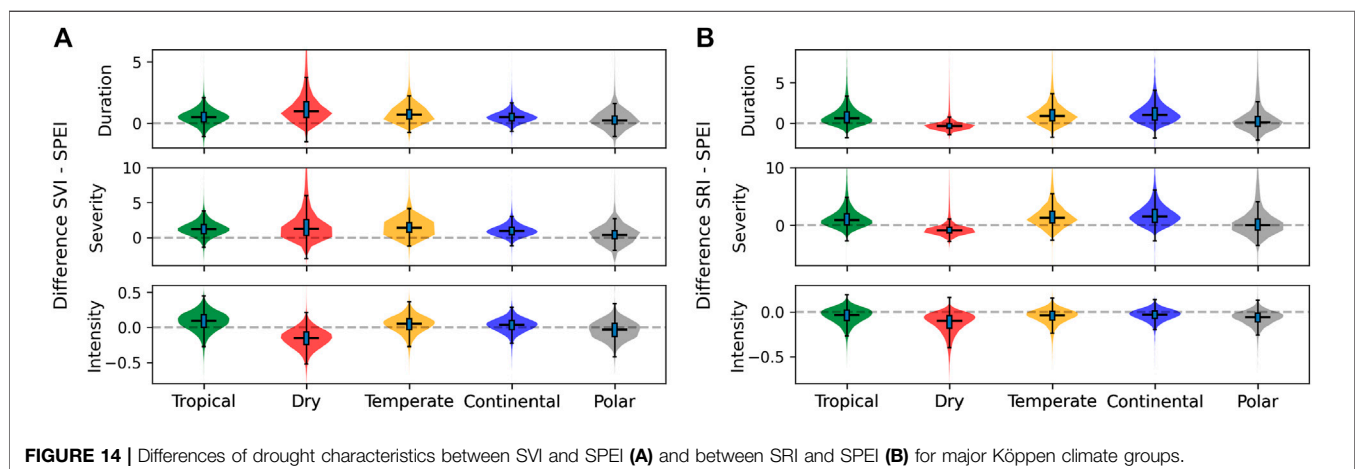 A
Difference SVI - SPEI
Duration
5
0
Severity
10
5
0
Intensity
0.5
0.0
−0.5
Tropical Dry Temperate Continental Polar
B
Difference SRI - SPEI
Duration
5
0
Severity
10
0
Intensity
0.0
−0.5
Tropical Dry Temperate Continental Polar
FIGURE 14 | Differences of drought characteristics between SVI and SPEI (A) and between SRI and SPEI (B) for major Köppen climate groups.